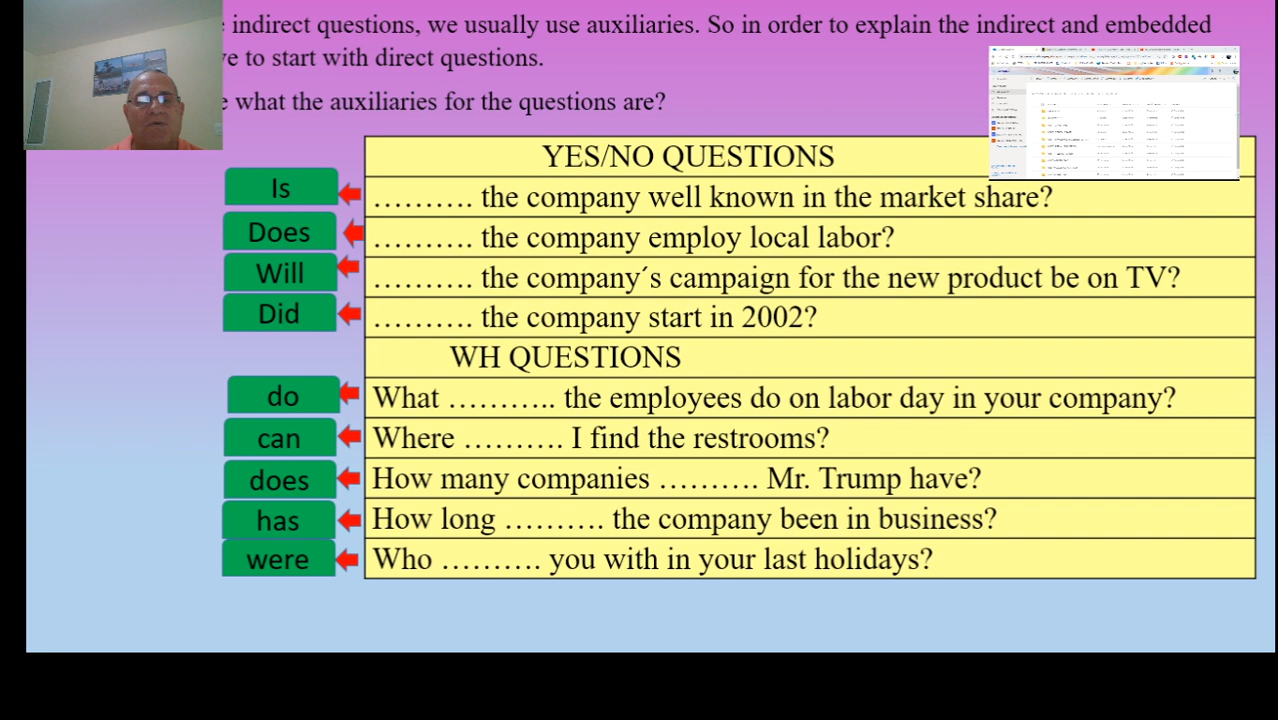 indirect questions, we usually use auxiliaries. So in order to explain the indirect and embedded
to start with direct questions.
what the auxiliaries for the questions are?
YES/NO QUESTIONS
Is ………. the company well known in the market share?
Does ………. the company employ local labor?
Will ………. the company´s campaign for the new product be on TV?
Did ………. the company start in 2002?
WH QUESTIONS
do What ……….. the employees do on labor day in your company?
can Where ………. I find the restrooms?
does How many companies ………. Mr. Trump have?
has How long ………. the company been in business?
were Who ………. you with in your last holidays?